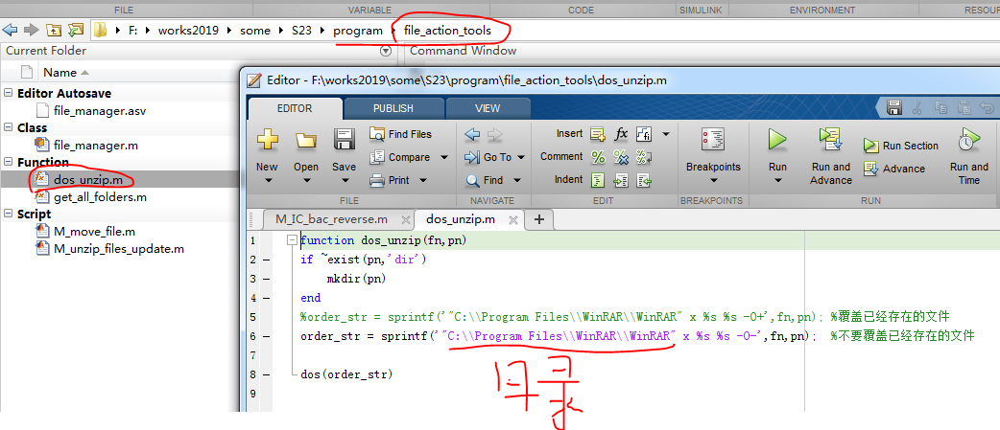 FILE VARIABLE CODE SIMULINK ENVIRONMENT RESOU
F: works2019 some S23 program file_action_tools
Current Folder
Command Window
Name
Editor Autosave
file_manager.asv
Class
file_manager.m
Function
dos_unzip.m
get_all_folders.m
Script
M_move_file.m
M_unzip_files_update.m
Editor - F:\works2019\some\S23\program\file_action_tools\dos_unzip.m
EDITOR PUBLISH VIEW
New Open Save
Find Files
Compare
Print
FILE
Go To
Find
NAVIGATE
Insert
Comment
Indent
EDIT
Breakpoints
BREAKPOINTS
Run
Run and Advance
Run Section
Advance
Run and Time
RUN
M_IC_bac_reverse.m dos_unzip.m
1 function dos_unzip(fn,pn)
2 if ~exist(pn,'dir')
3 mkdir(pn)
4 end
5 %order_str = sprintf('"C:\\Program Files\\WinRAR\\WinRAR" x %s %s -O+',fn,pn); %覆盖已经存在的文件
6 order_str = sprintf('"C:\\Program Files\\WinRAR\\WinRAR" x %s %s -O-',fn,pn); %不要覆盖已经存在的文件
7
8 dos(order_str)
9